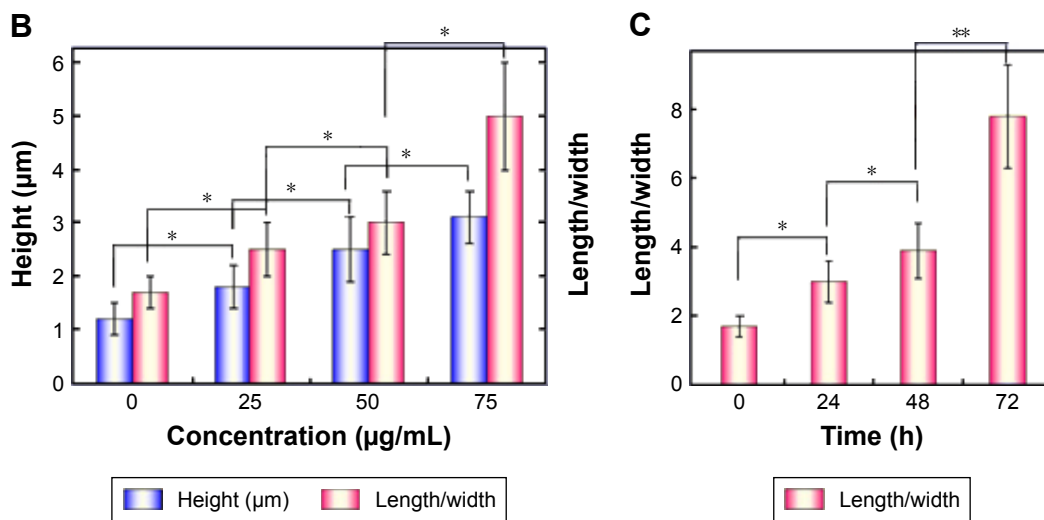 B
Height (µm)
6
5
4
3
2
1
0
*
*
*
*
*
*
0 25 50 75
Concentration (µg/mL)
Length/width
Height (µm) Length/width
C
Length/width
8
6
4
2
0
*
*
**
0 24 48 72
Time (h)
Length/width